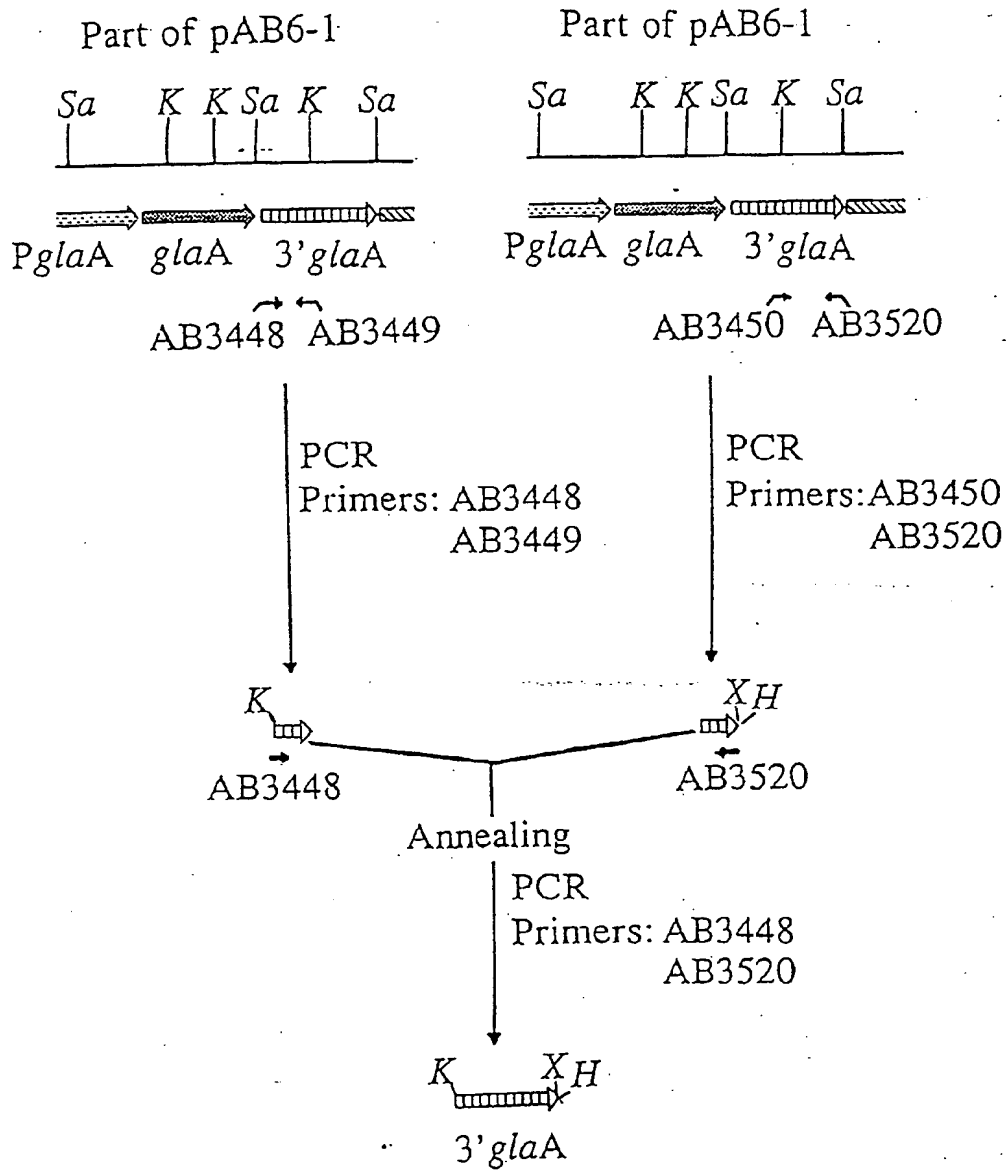 Part of pAB6-1
Part of pAB6-1
Sa K K Sa K Sa
Sa K K Sa K Sa
PglaA glaA 3'glaA
PglaA glaA 3'glaA
AB3448 AB3449
AB3450 AB3520
PCR
Primers: AB3448
AB3449
PCR
Primers: AB3450
AB3520
K
X H
AB3448
AB3520
Annealing
PCR
Primers: AB3448
AB3520
K X H
3'glaA